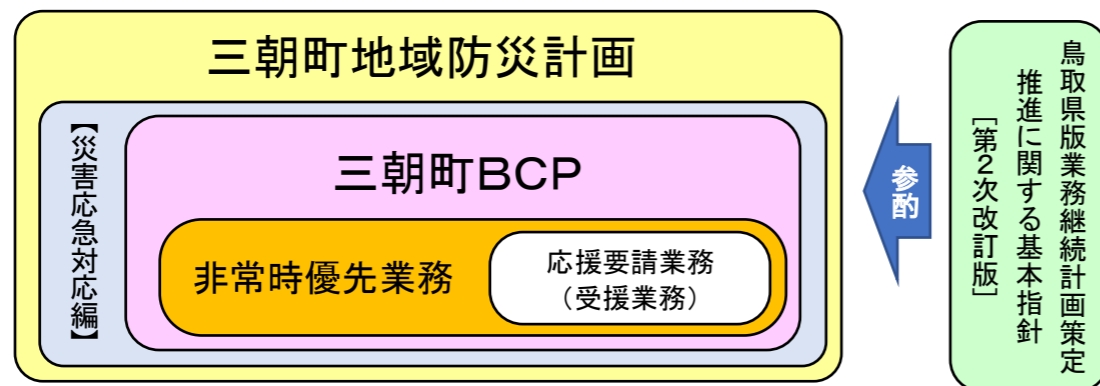 三朝町地域防災計画
【災害応急対応編】
三朝町BCP
非常時優先業務
応援要請業務
（受援業務）
参酌
鳥取県版業務継続計画策定
推進に関する基本指針
［第２次改訂版］